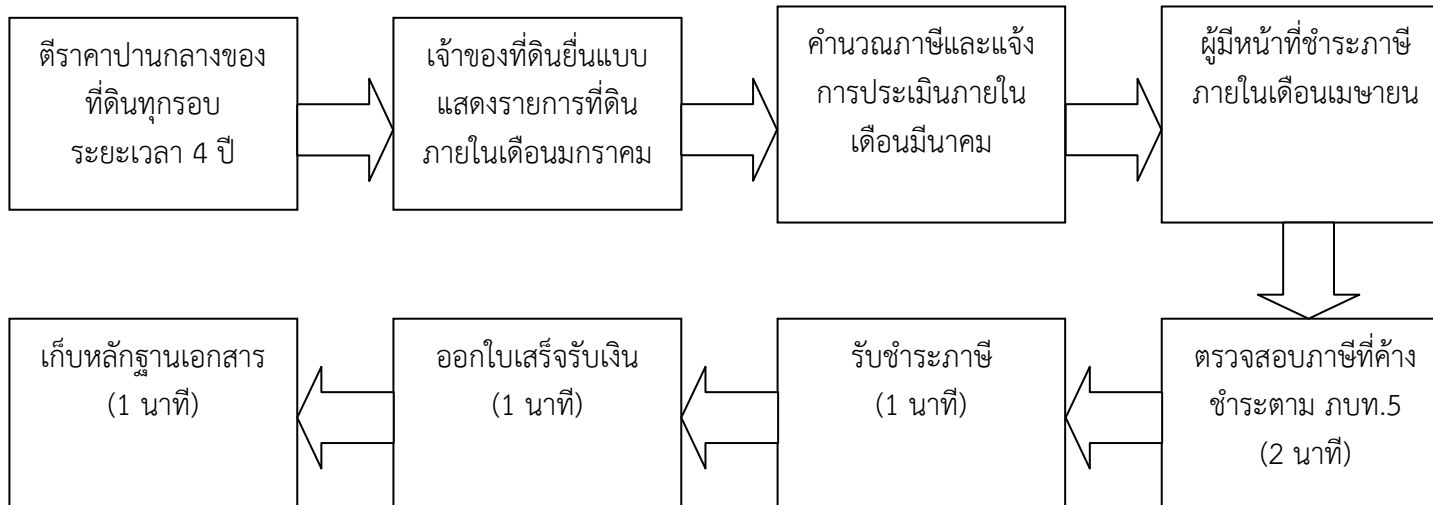 ตีราคาปานกลางของ
ที่ดินทุกรอบ
ระยะเวลา 4 ปี
เจ้าของที่ดินยื่นแบบ
แสดงรายการที่ดิน
ภายในเดือนมกราคม
คำนวณภาษีและแจ้ง
การประเมินภายใน
เดือนมีนาคม
ผู้มีหน้าที่ชำระภาษี
ภายในเดือนเมษายน
ตรวจสอบภาษีที่ค้าง
ชำระตาม ภบท.5
(2 นาที)
รับชำระภาษี
(1 นาที)
ออกใบเสร็จรับเงิน
(1 นาที)
เก็บหลักฐานเอกสาร
(1 นาที)